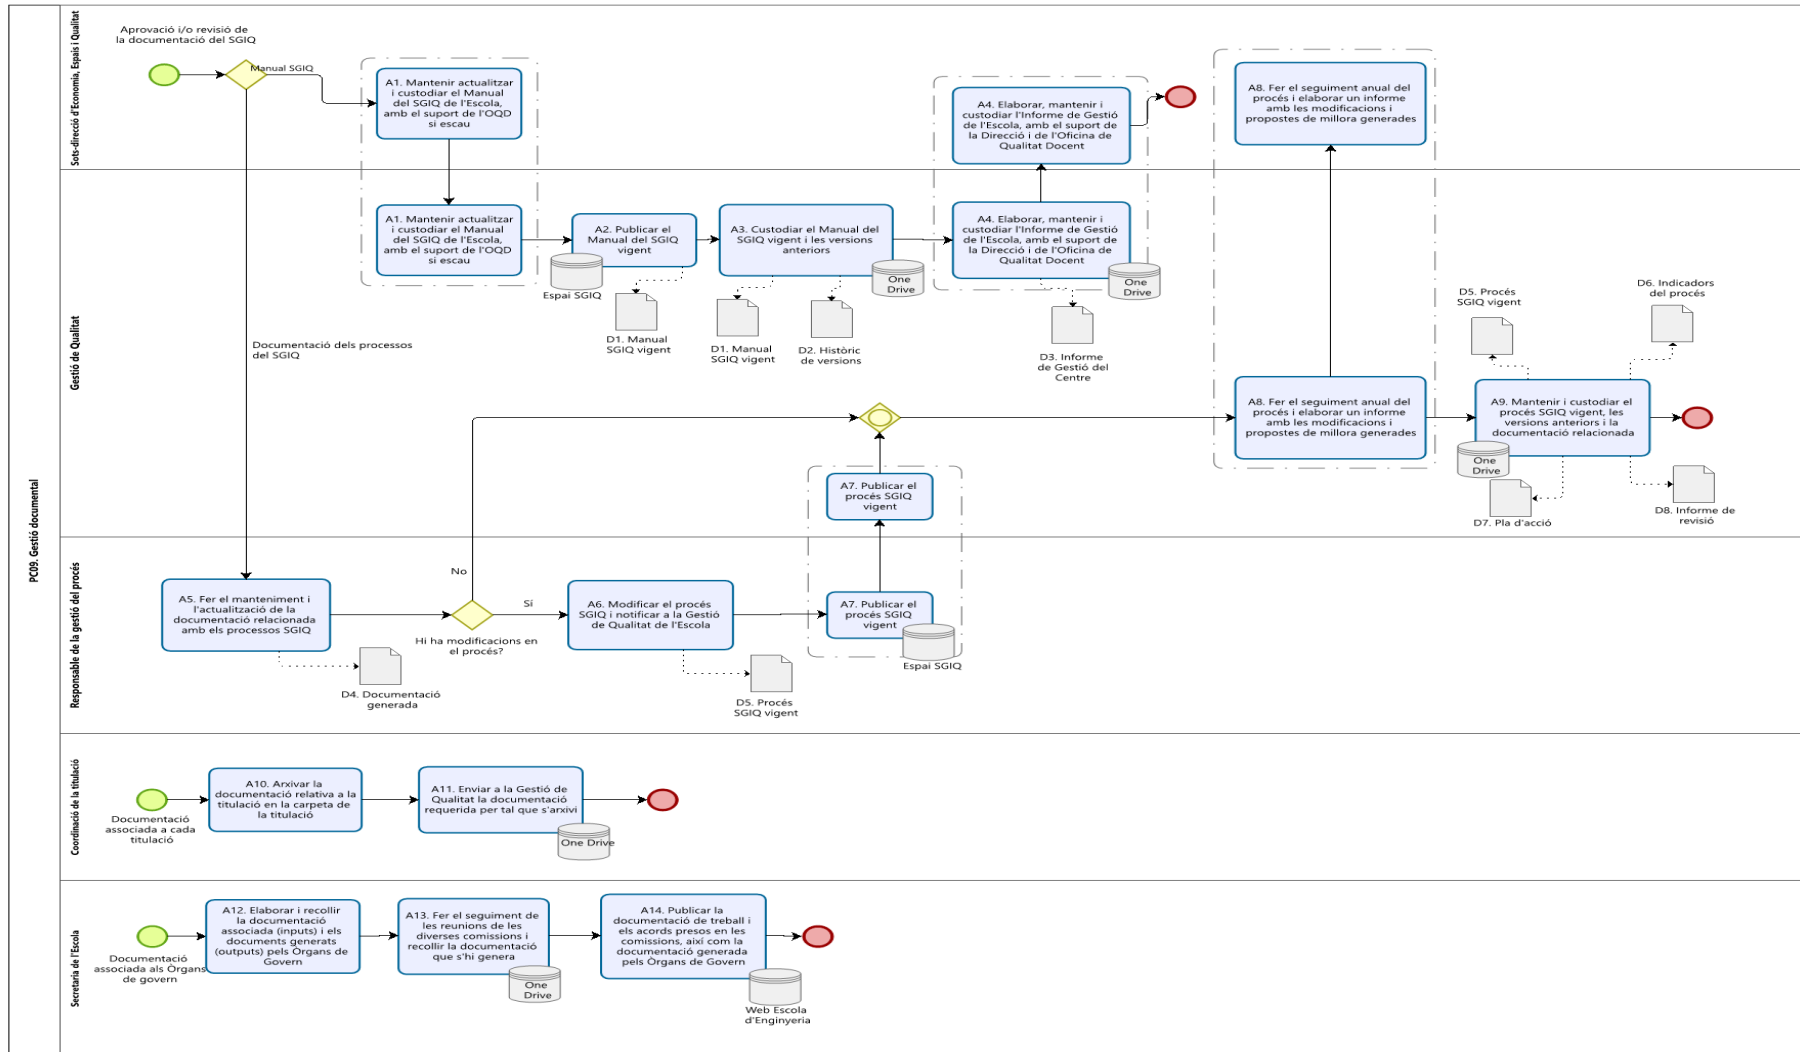 PC09. Gestió documental
Sots-direcció d'Economia, Espais i Qualitat
Aprovació i/o revisió de
la documentació del SGIQ
Manual SGIQ
A1. Mantenir actualitzar
i custodiar el Manual
del SGIQ de l'Escola,
amb el suport de l'OQD
si escau
A4. Elaborar, mantenir i
custodiar l'Informe de Gestió
de l'Escola, amb el suport de
la Direcció i de l'Oficina de
Qualitat Docent
A8. Fer el seguiment anual del
procés i elaborar un informe
amb les modificacions i
propostes de millora generades
Gestió de Qualitat
A1. Mantenir actualitzar
i custodiar el Manual
del SGIQ de l'Escola,
amb el suport de l'OQD
si escau
A2. Publicar el
Manual del SGIQ
vigent
Espai SGIQ
D1. Manual
SGIQ vigent
A3. Custodiar el Manual del
SGIQ vigent i les versions
anteriors
One
Drive
D1. Manual
SGIQ vigent
D2. Històric
de versions
A4. Elaborar, mantenir i
custodiar l'Informe de Gestió
de l'Escola, amb el suport de
la Direcció i de l'Oficina de
Qualitat Docent
One
Drive
D3. Informe
de Gestió del
Centre
Documentació dels processos
del SGIQ
A7. Publicar el
procés SGIQ
vigent
A8. Fer el seguiment anual del
procés i elaborar un informe
amb les modificacions i
propostes de millora generades
D5. Procés
SGIQ vigent
D6. Indicadors
del procés
A9. Mantenir i custodiar el
procés SGIQ vigent, les
versions anteriors i la
documentació relacionada
One
Drive
D7. Pla d'acció
D8. Informe de
revisió
Responsable de la gestió del procés
A5. Fer el manteniment i
l'actualització de la
documentació relacionada
amb els processos SGIQ
D4. Documentació
generada
No
Sí
Hi ha modificacions en
el procés?
A6. Modificar el procés
SGIQ i notificar a la Gestió
de Qualitat de l'Escola
D5. Procés
SGIQ vigent
A7. Publicar el
procés SGIQ
vigent
Espai SGIQ
Coordinació de la titulació
Documentació
associada a cada
titulació
A10. Arxivar la
documentació relativa a la
titulació en la carpeta de
la titulació
A11. Enviar a la Gestió de
Qualitat la documentació
requerida per tal que s'arxivi
One Drive
Secretaria de l'Escola
Documentació
associada als Òrgans
de govern
A12. Elaborar i recollir
la documentació
associada (inputs) i els
documents generats
(outputs) pels Òrgans de
Govern
A13. Fer el seguiment de
les reunions de les
diverses comissions i
recollir la documentació
que s'hi genera
One
Drive
A14. Publicar la
documentació de treball i
els acords presos en les
comissions, així com la
documentació generada
pels Òrgans de Govern
Web Escola
d'Enginyeria